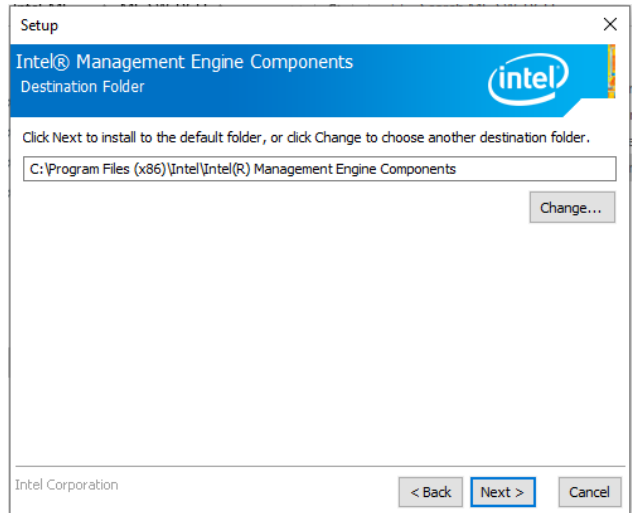 Setup
Intel® Management Engine Components
Destination Folder
intel
Click Next to install to the default folder, or click Change to choose another destination folder.
C:\Program Files (x86)\Intel\Intel(R) Management Engine Components
Change...
Intel Corporation
< Back
Next >
Cancel